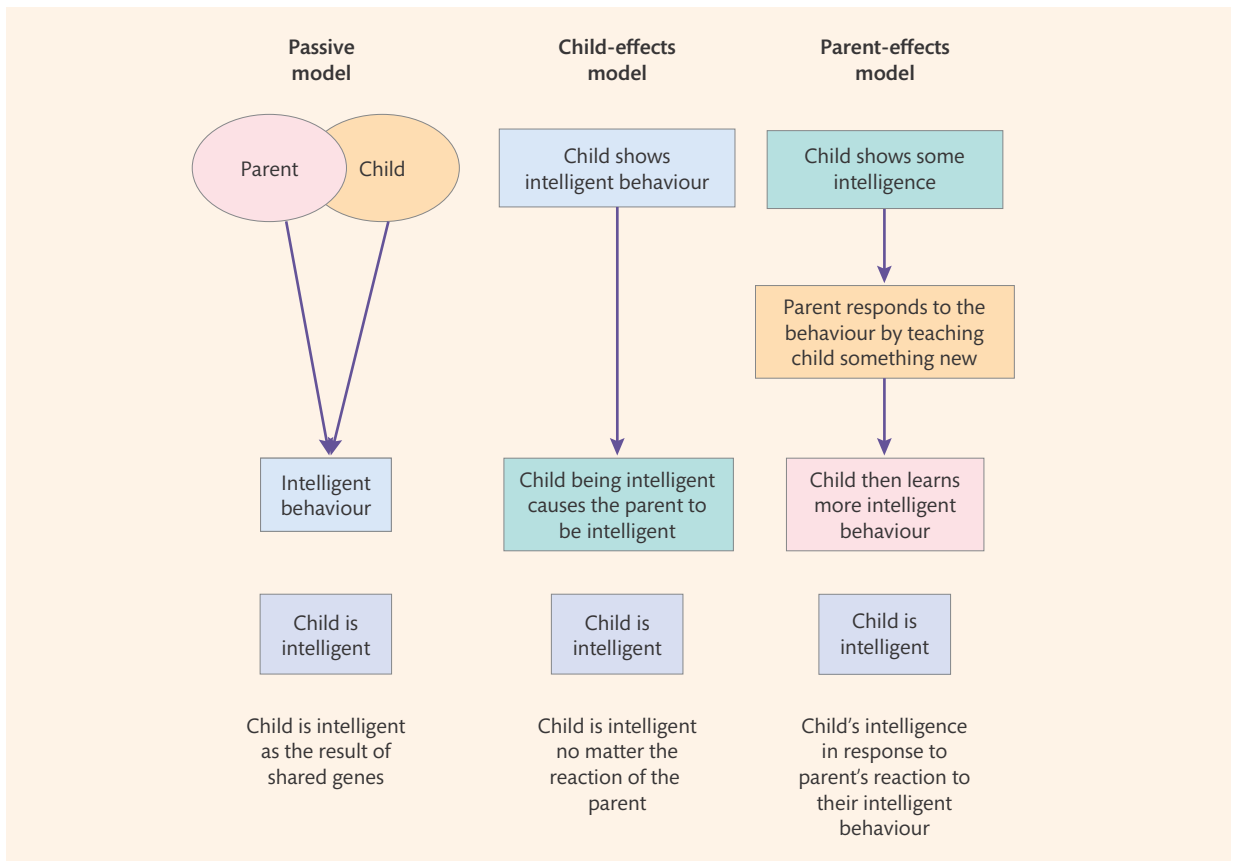 Passive
model
Parent
Child
Intelligent
behaviour
Child is
intelligent
Child is intelligent
as the result of
shared genes
Child-effects
model
Child shows
intelligent behaviour
Child being intelligent
causes the parent to
be intelligent
Child is
intelligent
Child is intelligent
no matter the
reaction of the
parent
Parent-effects
model
Child shows some
intelligence
Parent responds to the
behaviour by teaching
child something new
Child then learns
more intelligent
behaviour
Child is
intelligent
Child’s intelligence
in response to
parent’s reaction to
their intelligent
behaviour